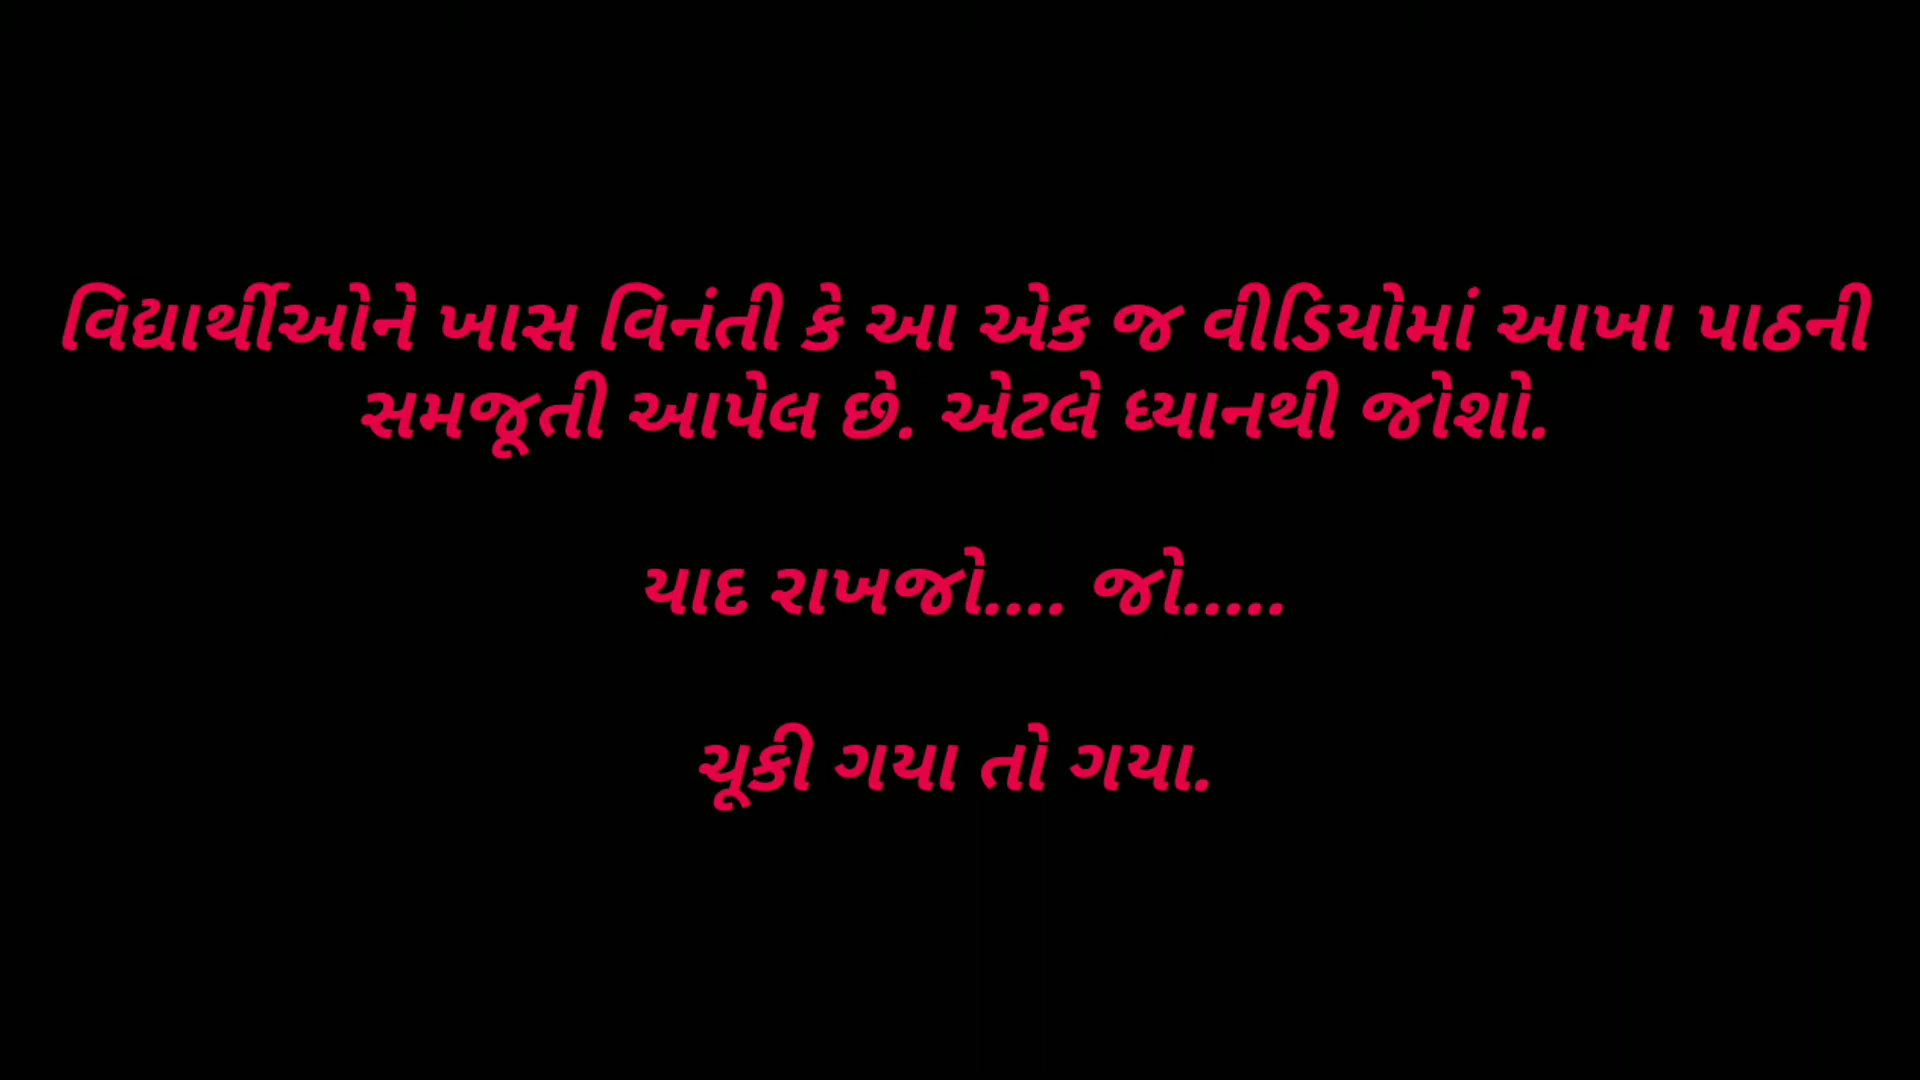 વિદ્યાર્થીઓને ખાસ વિનંતી કે આ એક જ વીડિયોમાં આખા પાઠની
સમજૂતી આપેલ છે. એટલે ધ્યાનથી જોશો.
યાદ રાખજો.... જો.....
ચૂકી ગયા તો ગયા.